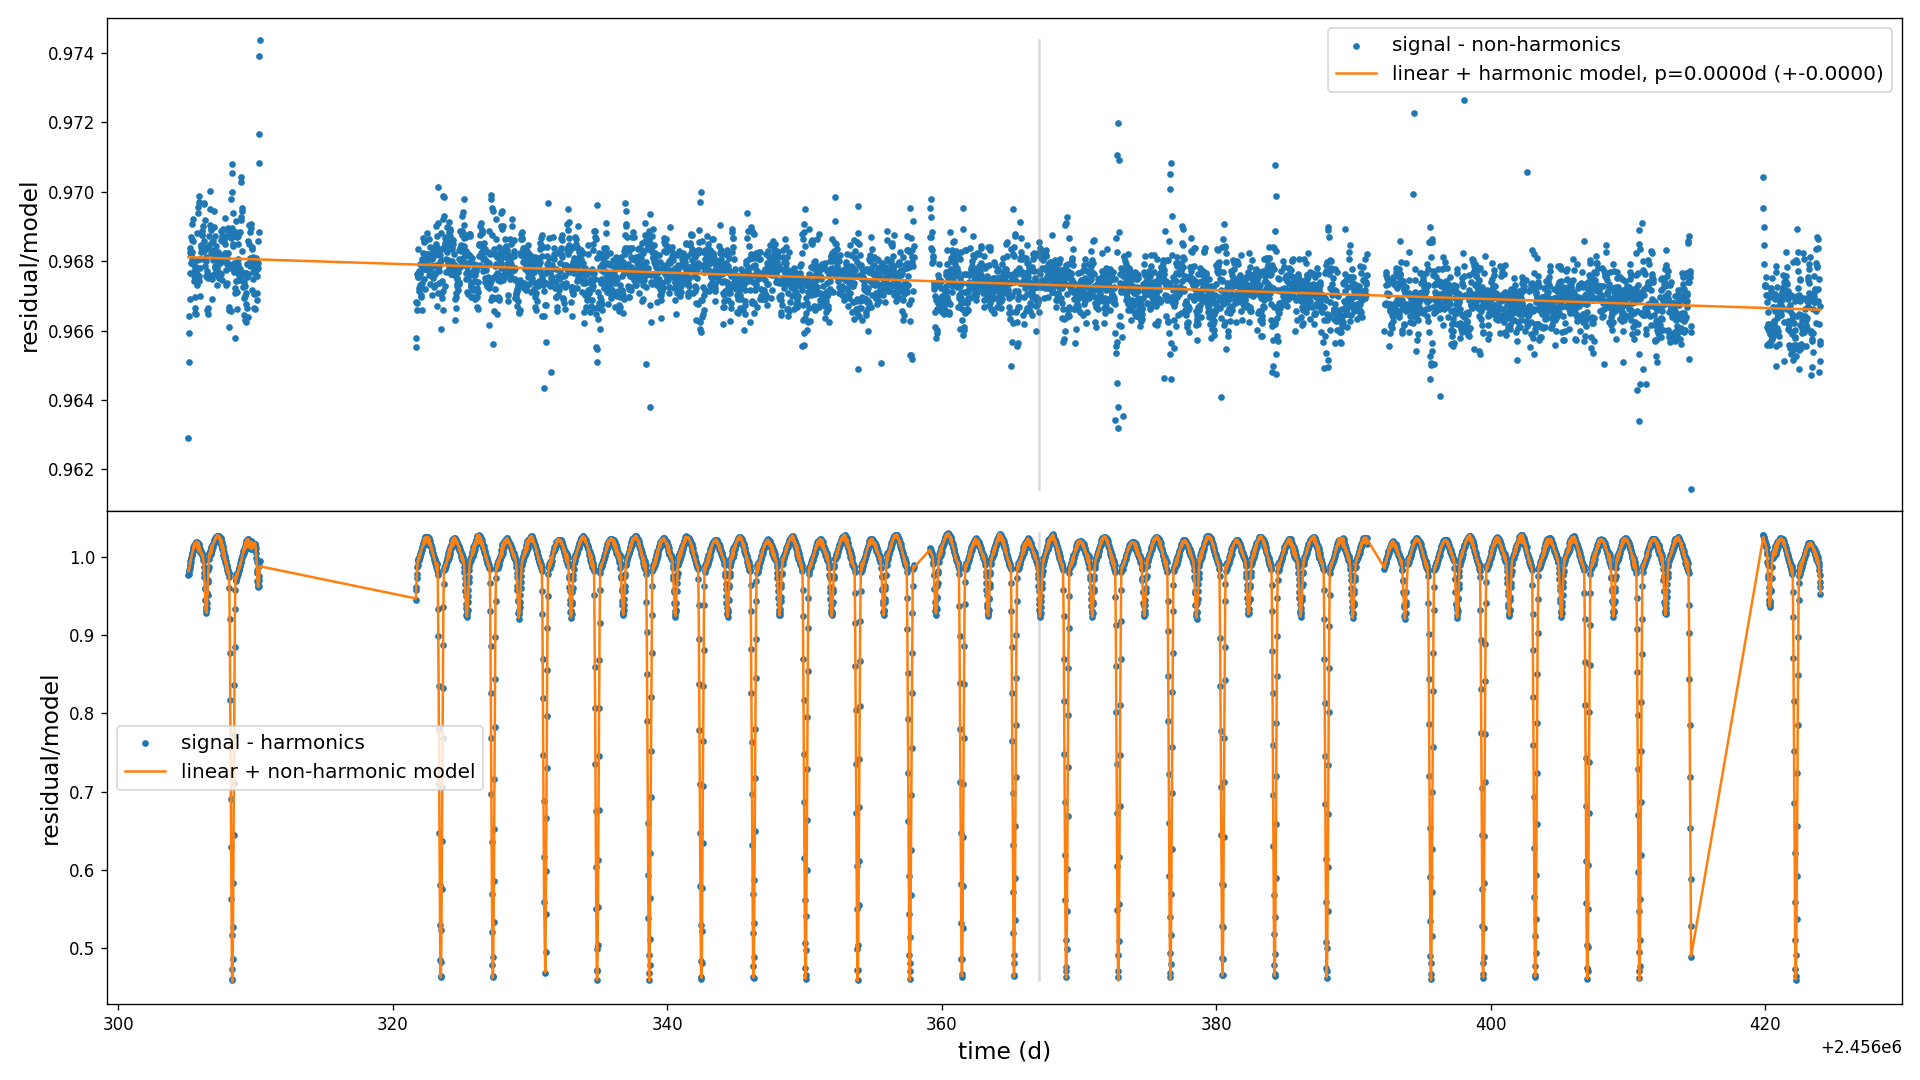 0.974
0.972
0.970
0.968
0.966
0.964
0.962
residual/model
signal - non-harmonics
linear + harmonic model, p=0.0000d (+-0.0000)
1.0
0.9
0.8
0.7
0.6
0.5
residual/model
signal - harmonics
linear + non-harmonic model
300
320
340
360
380
400
420
time (d)
+2.456e6